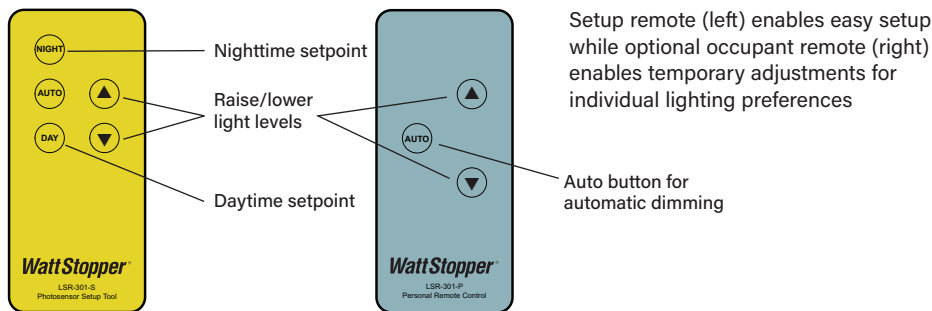 NIGHT
AUTO
DAY
WattStopper®
LSR-301-S
Photosensor Setup Tool
Nighttime setpoint
Raise/lower
light levels
Daytime setpoint
AUTO
WattStopper®
LSR-301-P
Personal Remote Control
Setup remote (left) enables easy setup
while optional occupant remote (right)
enables temporary adjustments for
individual lighting preferences
Auto button for
automatic dimming